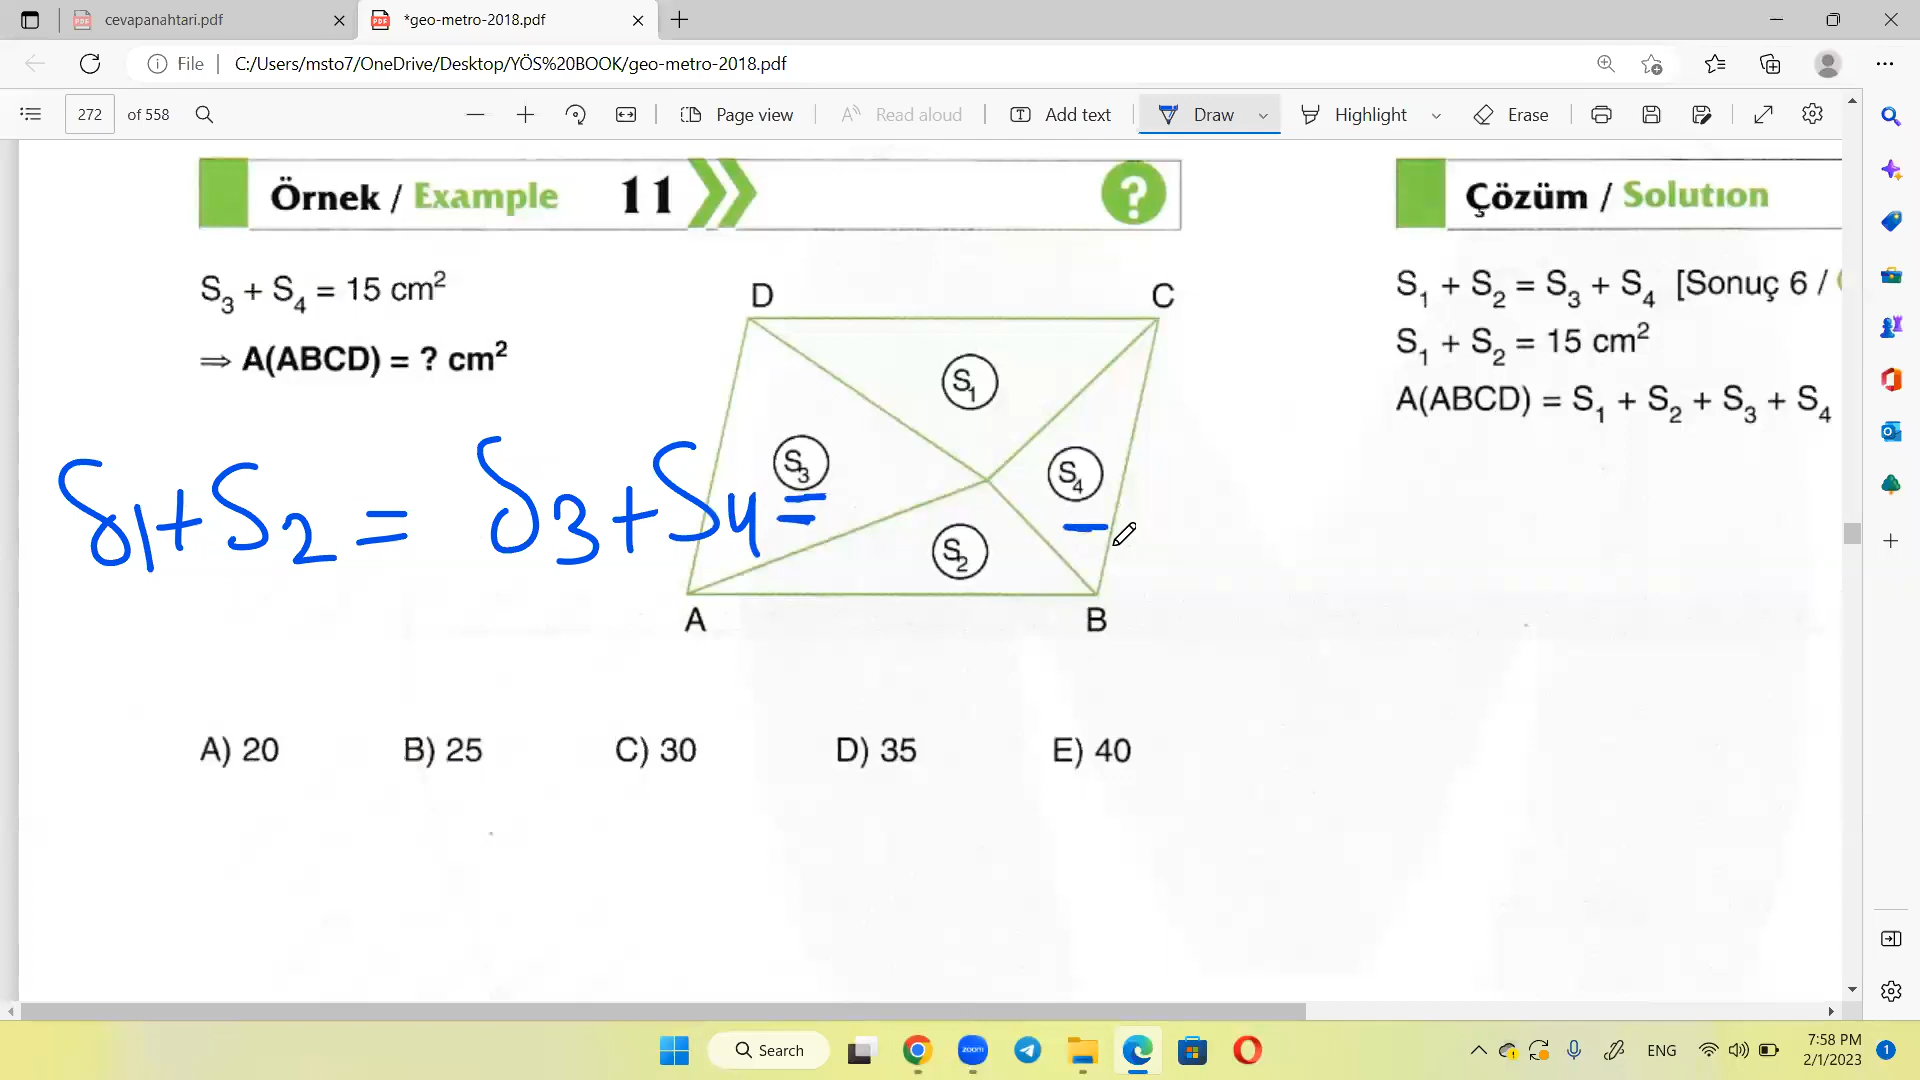 cevapanahtari.pdf
*geo-metro-2018.pdf
File
C:/Users/msto7/OneDrive/Desktop/YÖS%20BOOK/geo-metro-2018.pdf
272 of 558
Page view
Read aloud
Add text
Draw
Highlight
Erase
Örnek / Example 11
?
S3 + S4 = 15 cm²
⇒ A(ABCD) = ? cm²
D
C
S1
S3
S4
S2
A
B
S1+S2 = S3+S4 =
A) 20
B) 25
C) 30
D) 35
E) 40
Çözüm / Solution
S1 + S2 = S3 + S4 [Sonuç 6 /
S1 + S2 = 15 cm²
A(ABCD) = S1 + S2 + S3 + S4
Search
zoom
ENG
7:58 PM
2/1/2023
1